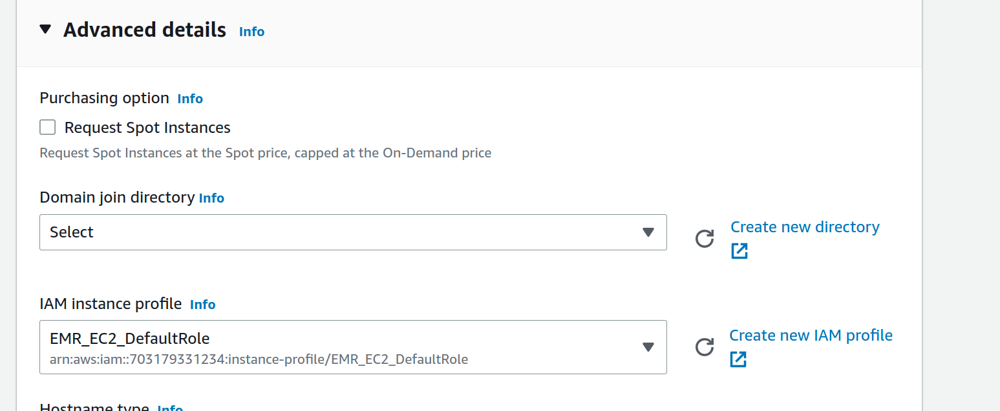 Advanced details Info
Purchasing option Info
Request Spot Instances
Request Spot Instances at the Spot price, capped at the On-Demand price
Domain join directory Info
Select
Create new directory
IAM instance profile Info
EMR_EC2_DefaultRole
arn:aws:iam::703179331234:instance-profile/EMR_EC2_DefaultRole
Create new IAM profile
Hostname type Info